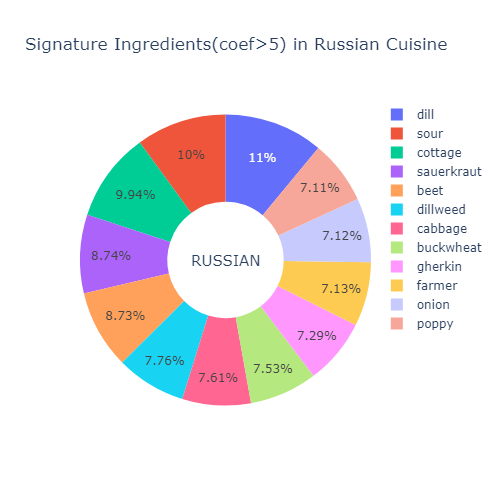 Signature Ingredients(coef>5) in Russian Cuisine
dill
sour
cottage
sauerkraut
beet
dillweed
cabbage
buckwheat
gherkin
farmer
onion
poppy
10%
11%
9.94%
7.11%
8.74%
7.12%
RUSSIAN
8.73%
7.13%
7.76%
7.29%
7.61%
7.53%